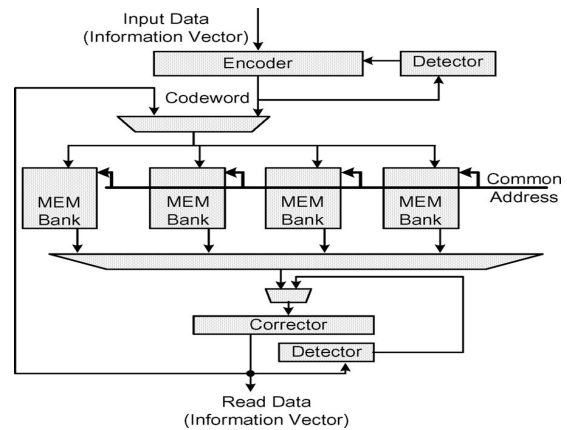 Input Data
(Information Vector)
Encoder
Detector
Codeword
MEM
Bank
MEM
Bank
MEM
Bank
MEM
Bank
Common
Address
Corrector
Detector
Read Data
(Information Vector)